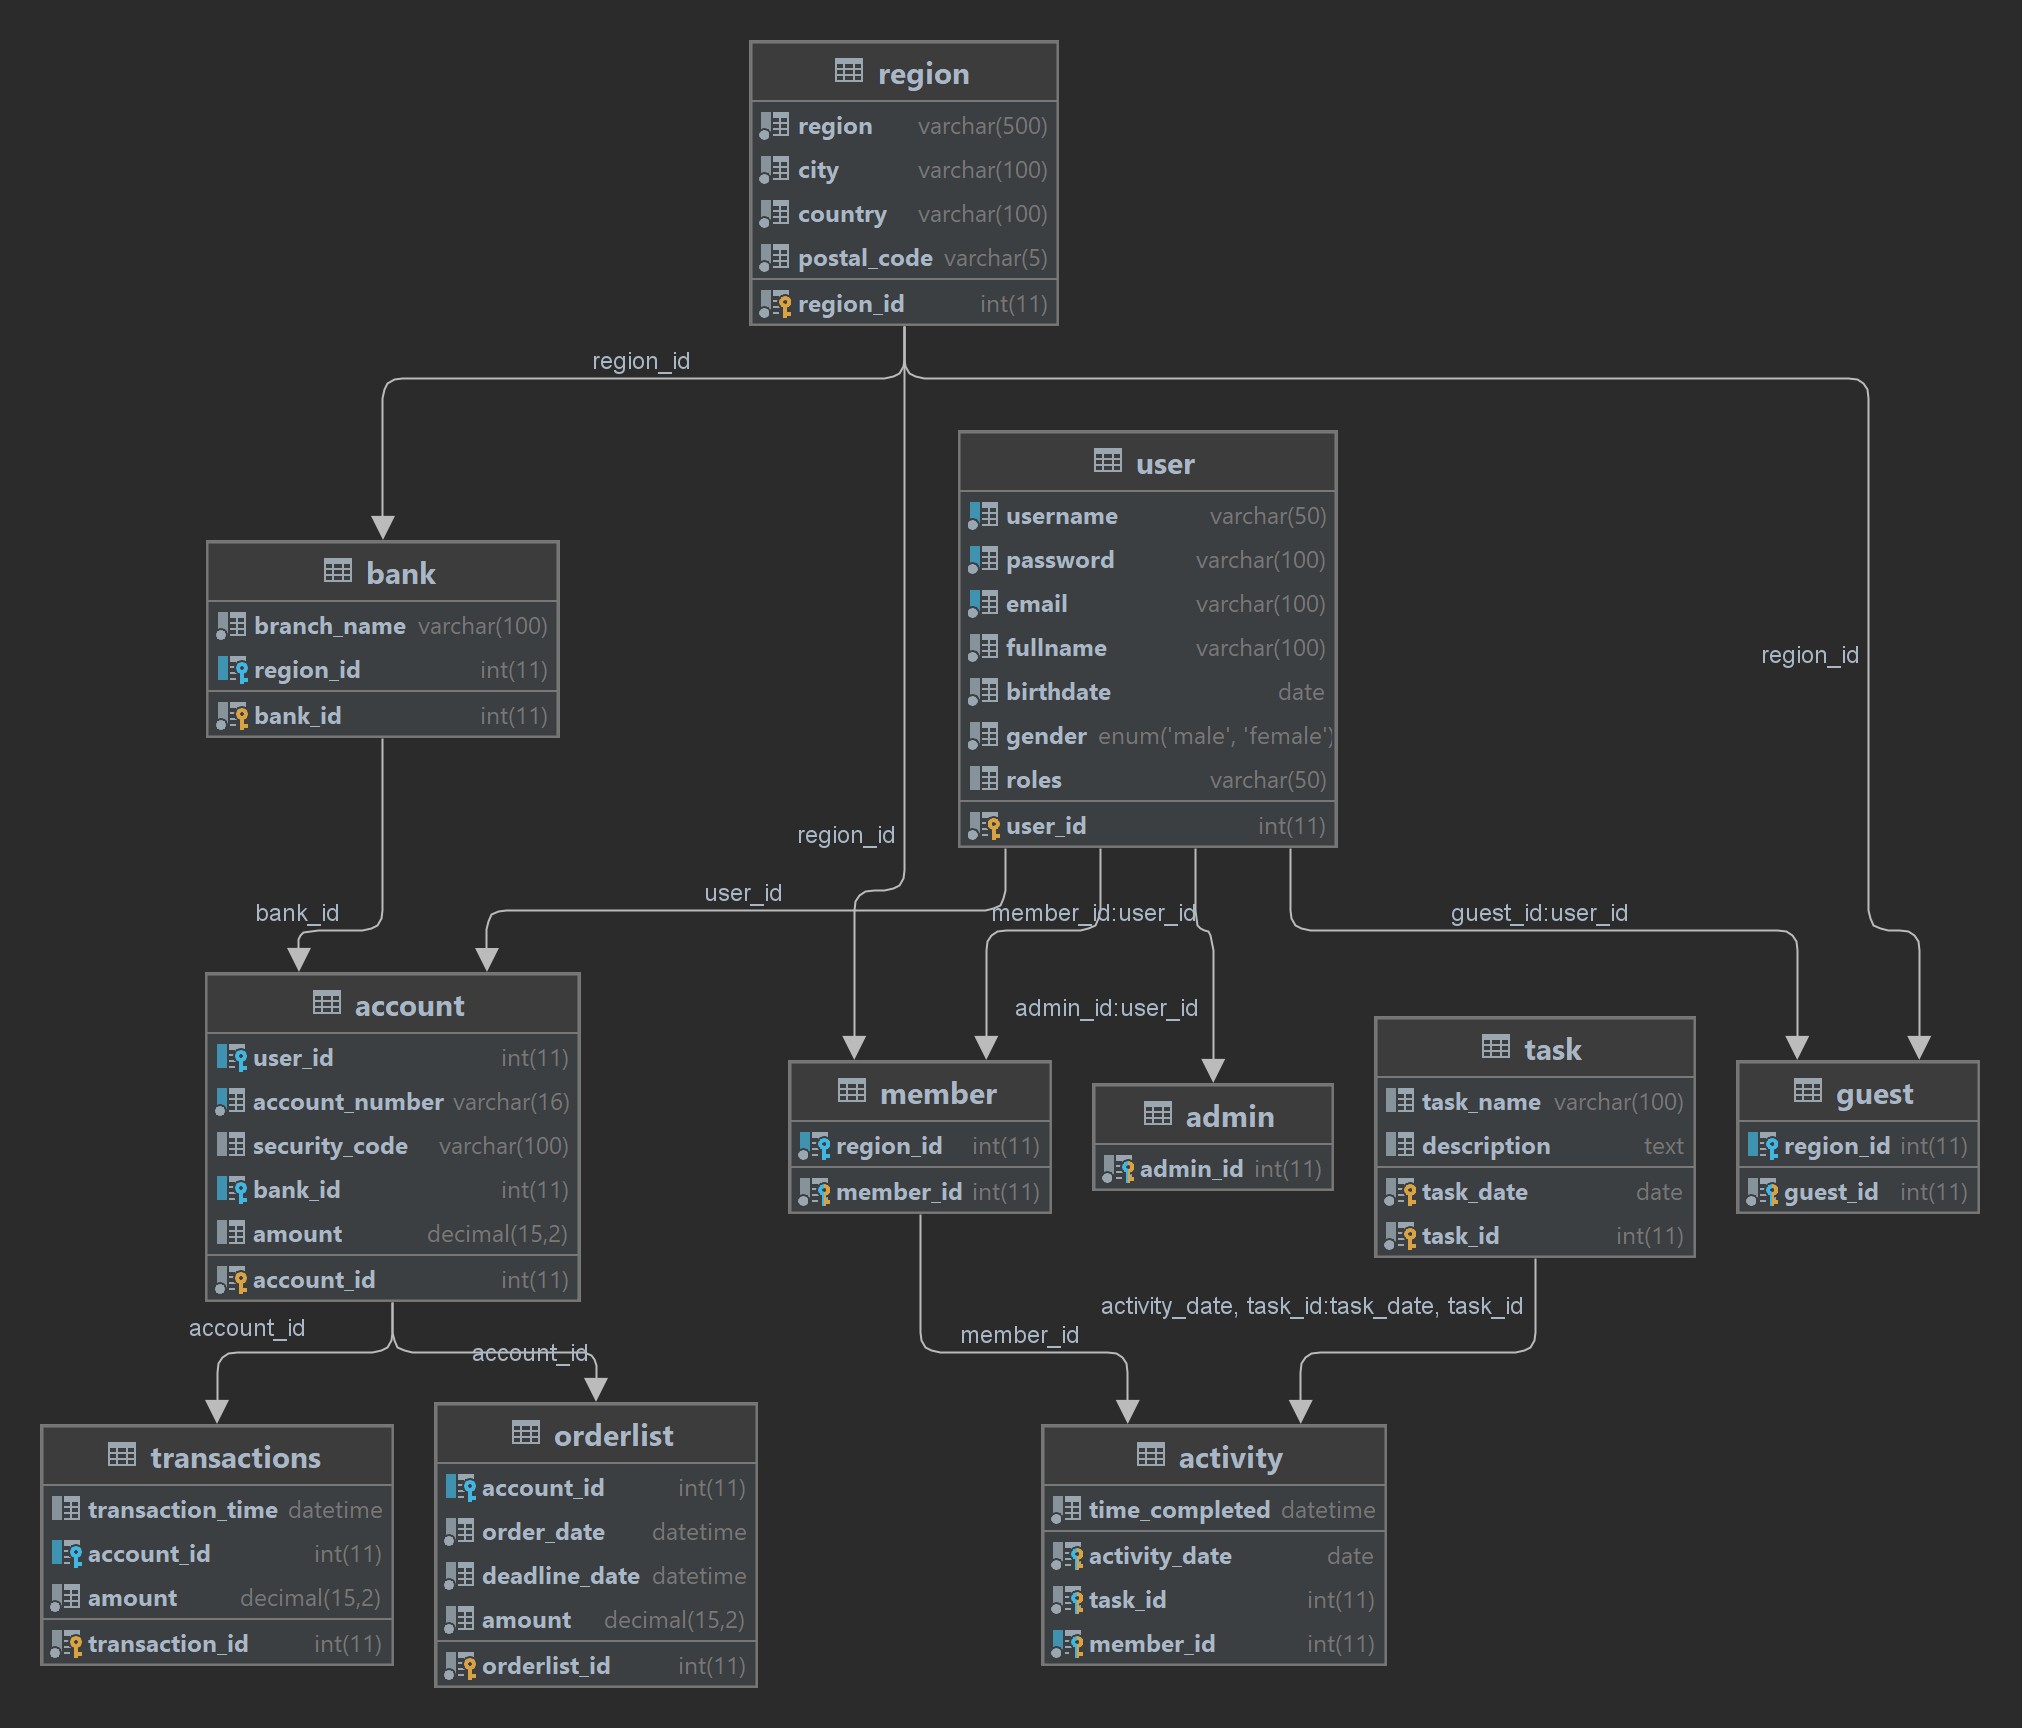 region
region varchar(500)
city varchar(100)
country varchar(100)
postal_code varchar(5)
region_id int(11)
region_id
region_id
region_id
user
username varchar(50)
password varchar(100)
email varchar(100)
fullname varchar(100)
birthdate date
gender enum('male', 'female')
roles varchar(50)
user_id int(11)
bank
branch_name varchar(100)
region_id int(11)
bank_id int(11)
bank_id
user_id
member_id:user_id
guest_id:user_id
admin_id:user_id
account
user_id int(11)
account_number varchar(16)
security_code varchar(100)
bank_id int(11)
amount decimal(15,2)
account_id int(11)
member
region_id int(11)
member_id int(11)
admin
admin_id int(11)
task
task_name varchar(100)
description text
task_date date
task_id int(11)
guest
region_id int(11)
guest_id int(11)
account_id
account_id
member_id
activity_date, task_id:task_date, task_id
transactions
transaction_time datetime
account_id int(11)
amount decimal(15,2)
transaction_id int(11)
orderlist
account_id int(11)
order_date datetime
deadline_date datetime
amount decimal(15,2)
orderlist_id int(11)
activity
time_completed datetime
activity_date date
task_id int(11)
member_id int(11)